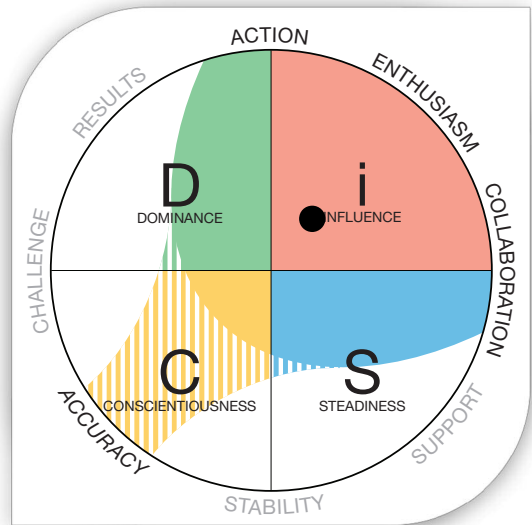 ACTION
ENTHUSIASM
RESULTS
D
DOMINANCE
i
INFLUENCE
COLLABORATION
CHALLENGE
C
CONSCIENTIOUSNESS
S
STEADINESS
ACCURACY
SUPPORT
STABILITY